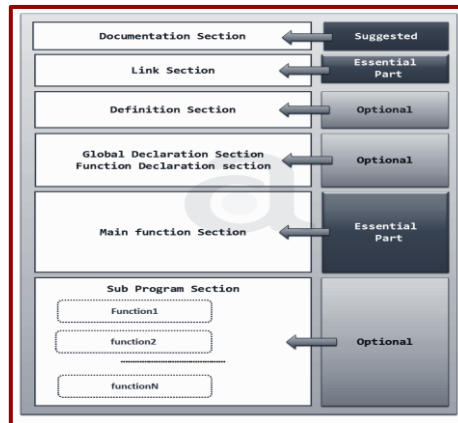 Documentation Section
Suggested
Link Section
Essential
Part
Definition Section
Optional
Global Declaration Section
Function Declaration section
Optional
Main function Section
Essential
Part
Sub Program Section
Function1
function2
functionN
Optional